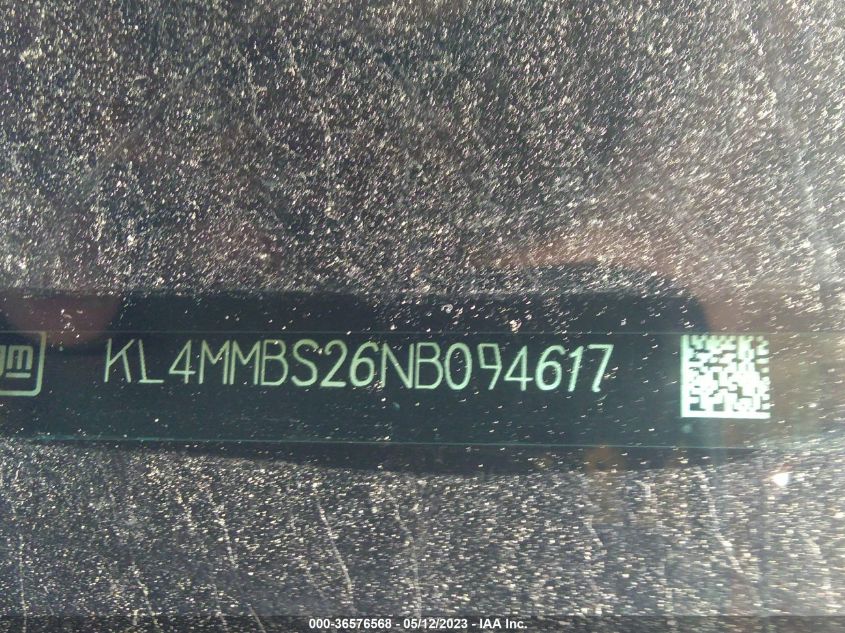 gm KL4MMBS26NB094617
000-36576568 - 05/12/2023 - IAA Inc.